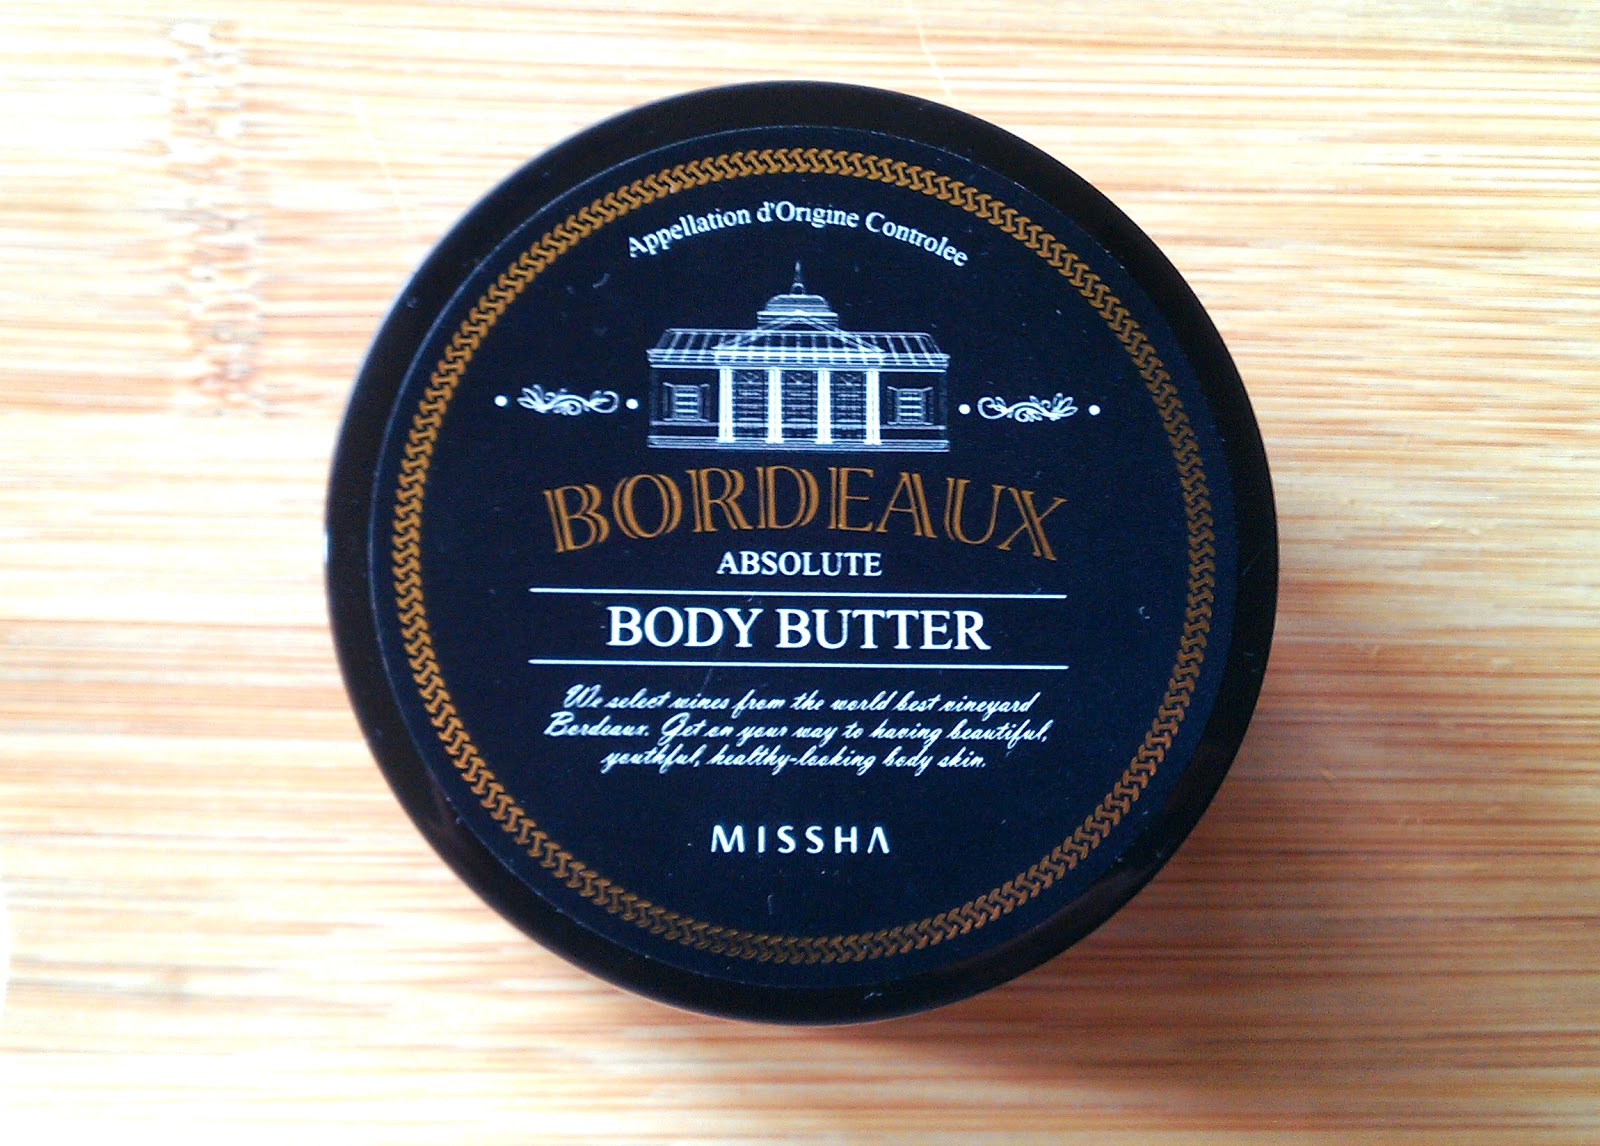 Appellation d'Origine Controlee
BORDEAUX
ABSOLUTE
BODY BUTTER
We select wines from the world best vineyard
Bordeaux. Get on your way to having beautiful,
youthful, healthy-looking body skin.
MISSHA